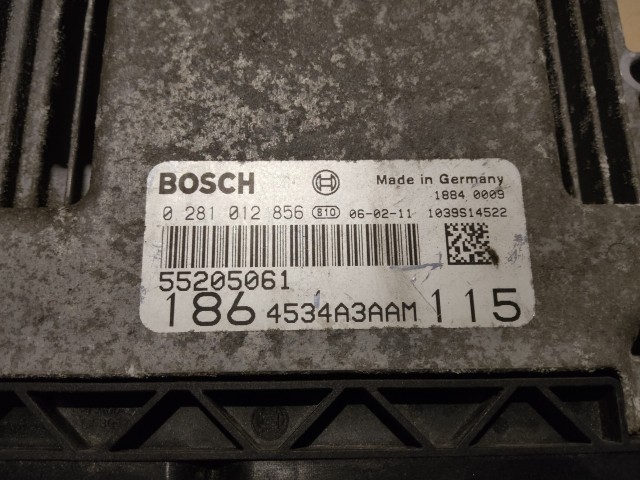 BOSCH Made in Germany
1884 0009
0 281 012 856 810 06-02-11 1039S14522
55205061
186 4534A3AAM 115